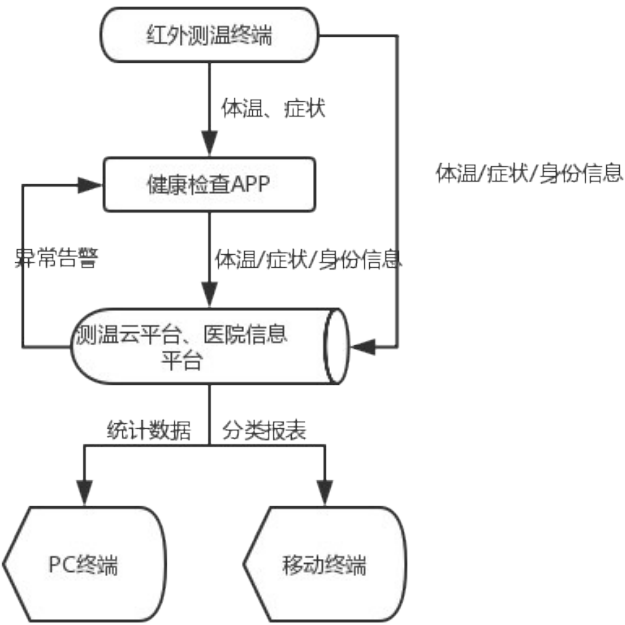 红外测温终端
体温、症状
体温/症状/身份信息
健康检查APP
异常告警
体温/症状/身份信息
测温云平台、医院信息
平台
统计数据
分类报表
PC终端
移动终端